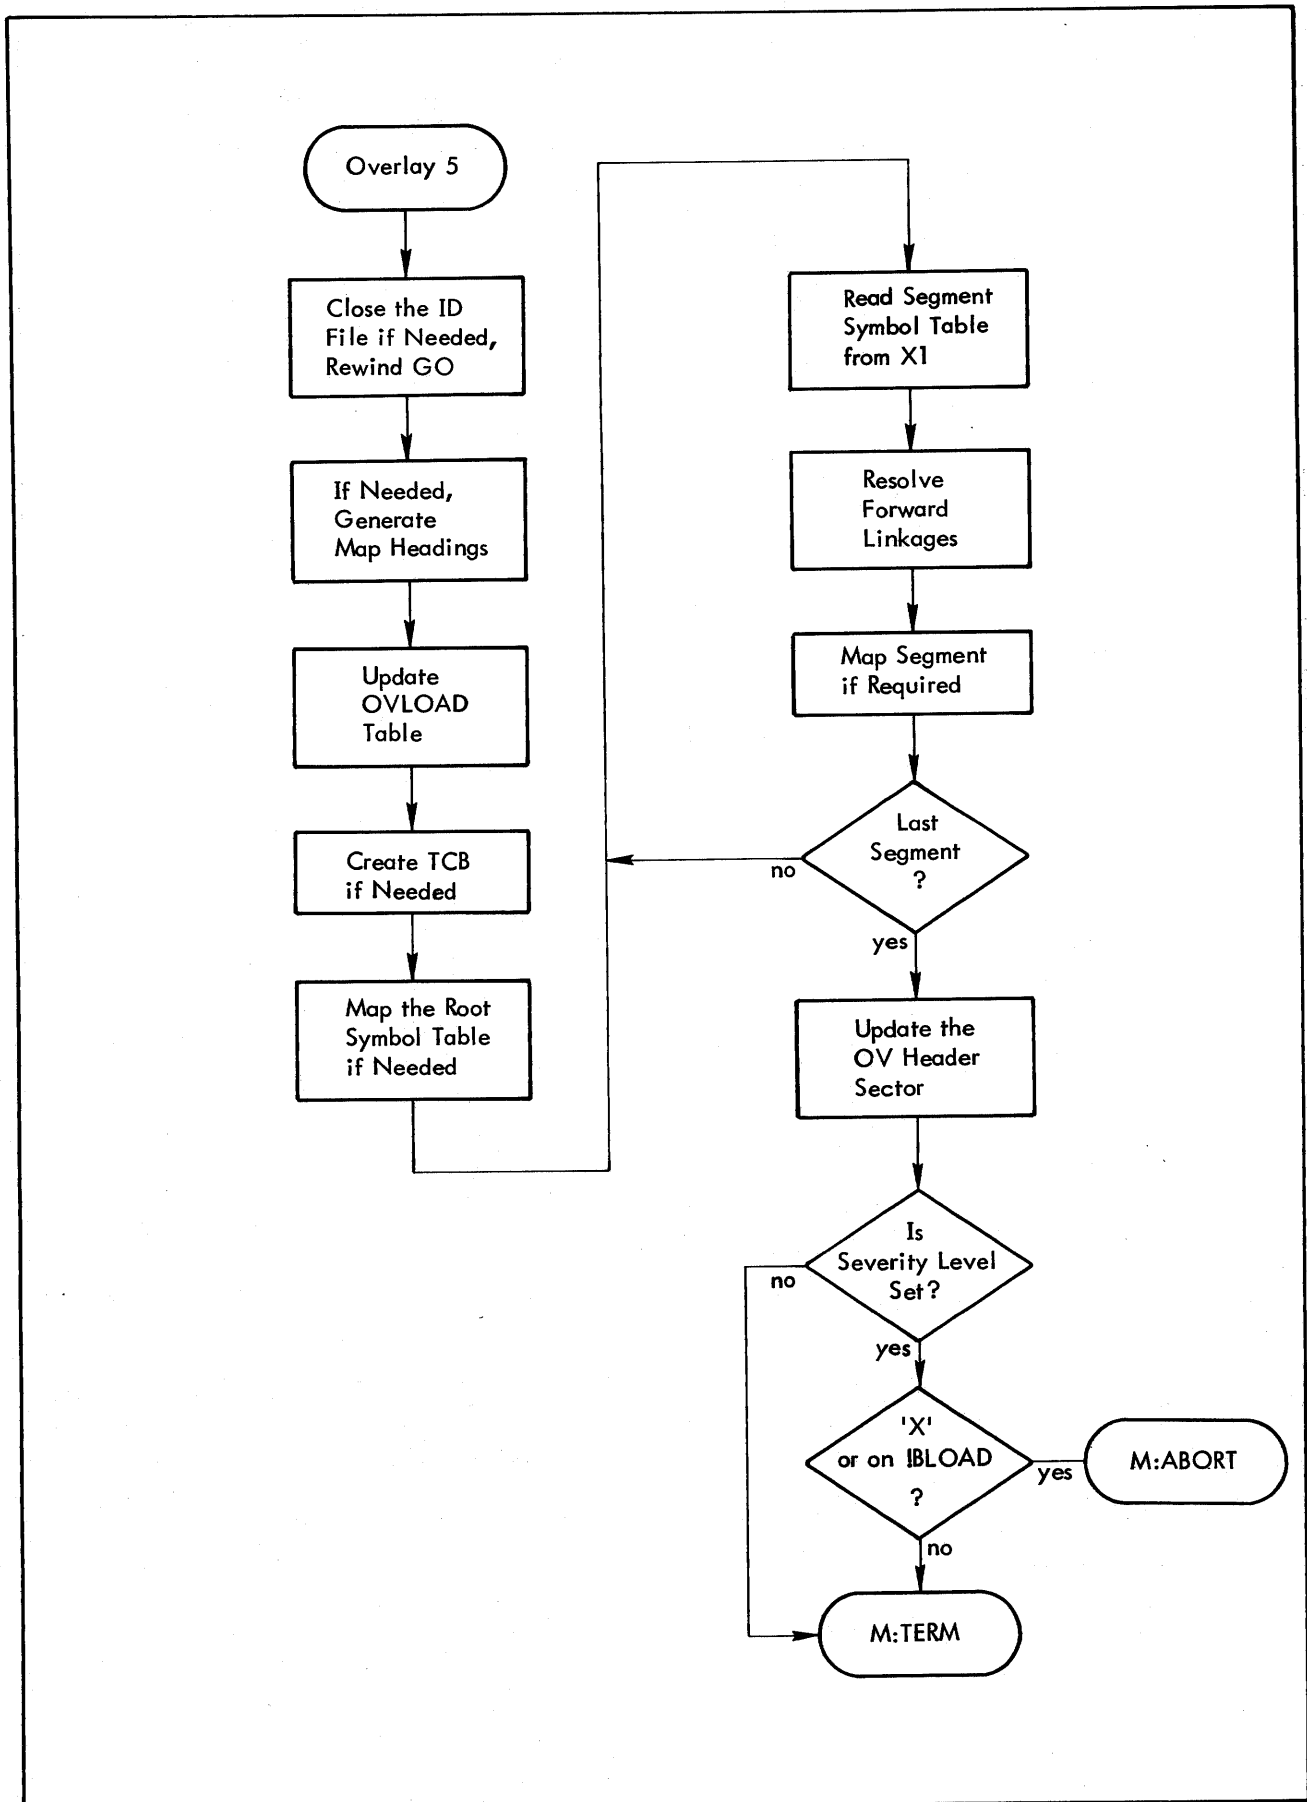 Overlay 5
Close the ID
File if Needed,
Rewind GO
If Needed,
Generate
Map Headings
Update
OVLOAD
Table
Create TCB
if Needed
Map the Root
Symbol Table
if Needed
Read Segment
Symbol Table
from X1
Resolve
Forward
Linkages
Map Segment
if Required
Last
Segment
?
no
yes
Update the
OV Header
Sector
Is
Severity Level
Set?
no
yes
'X'
or on !BLOAD
?
yes
M:ABORT
no
M:TERM